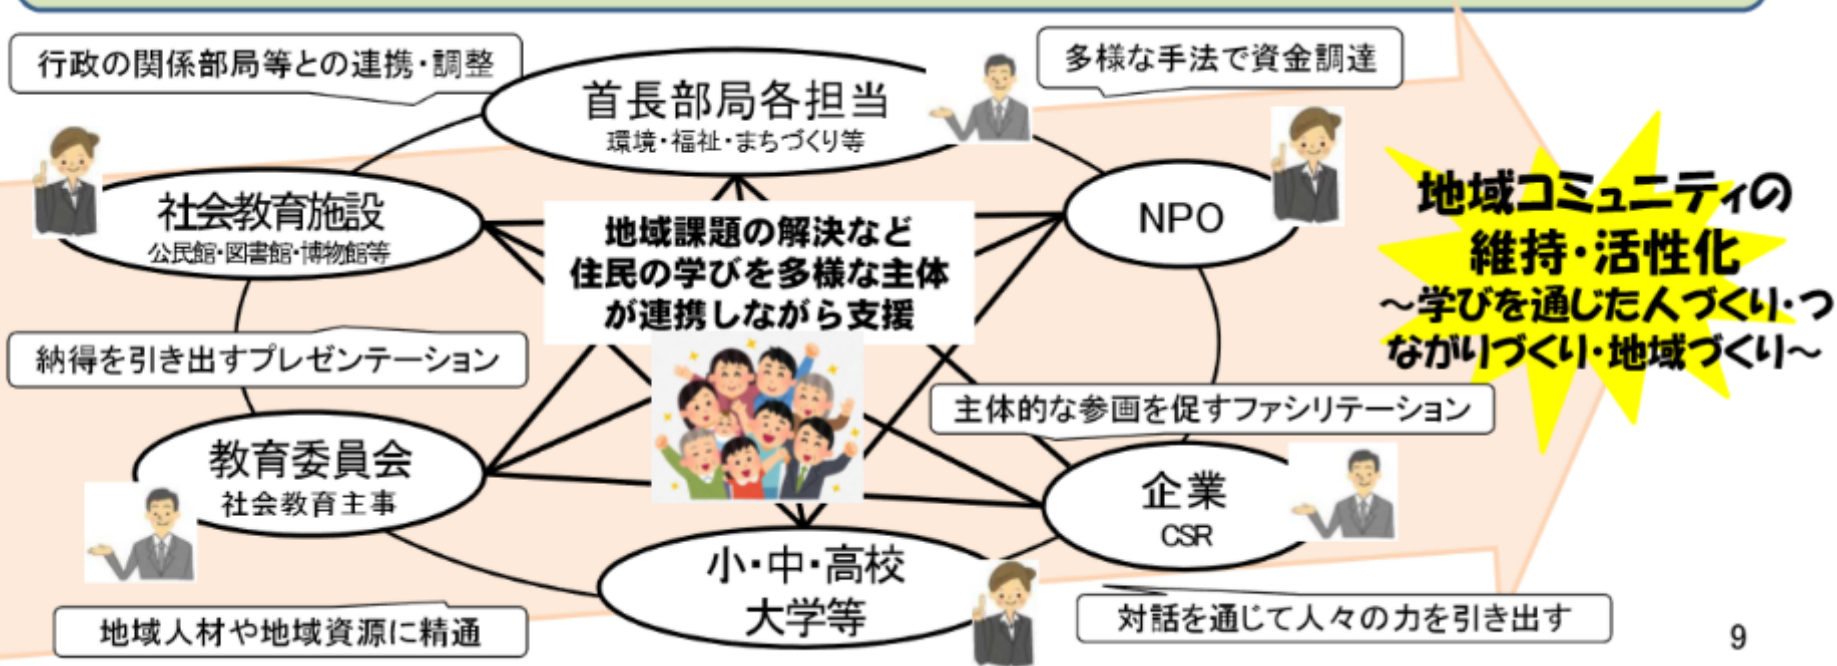 行政の関係部局等との連携・調整
首長部局各担当
環境・福祉・まちづくり等
多様な手法で資金調達
社会教育施設
公民館・図書館・博物館等
地域課題の解決など
住民の学びを多様な主体
が連携しながら支援
NPO
地域コミュニティの
維持・活性化
～学びを通じた人づくり・つ
ながりづくり・地域づくり～
納得を引き出すプレゼンテーション
主体的な参画を促すファシリテーション
教育委員会
社会教育主事
企業
CSR
小・中・高校
大学等
地域人材や地域資源に精通
対話を通じて人々の力を引き出す
9